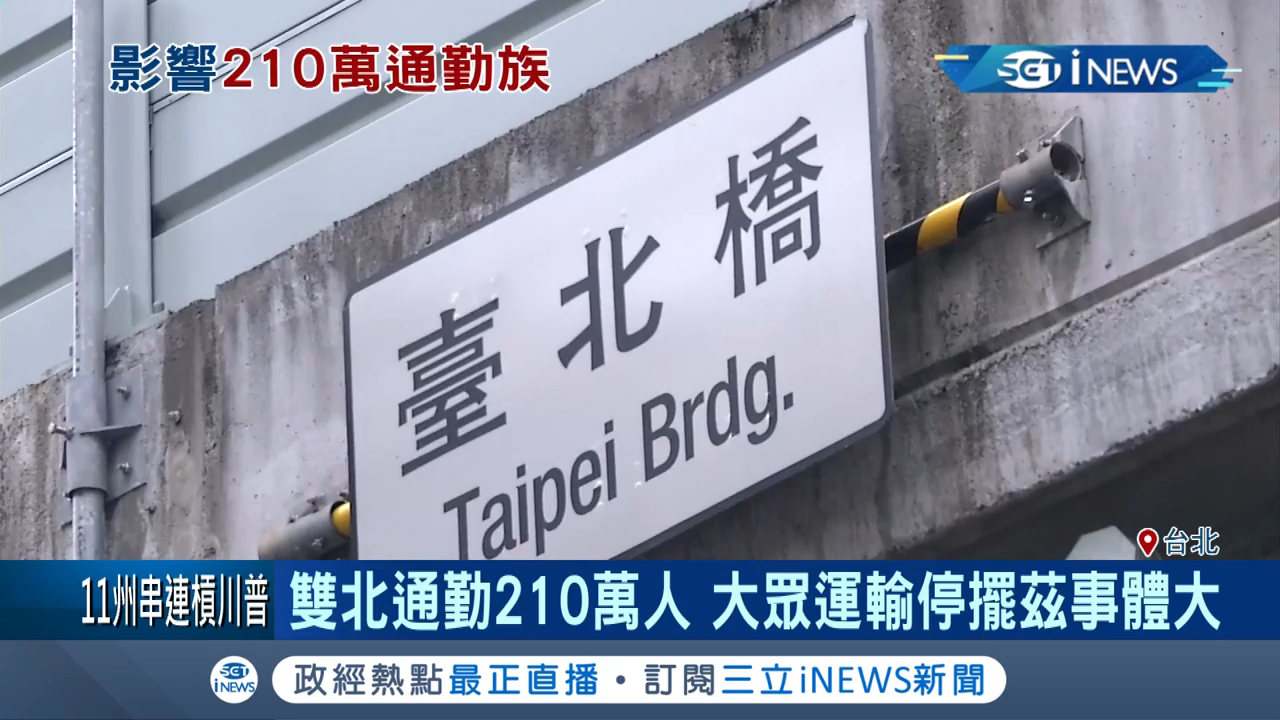 影響210萬通勤族
SET iNEWS
臺北橋
Taipei Brdg.
台北
11州串連槓川普
雙北通勤210萬人 大眾運輸停擺茲事體大
SET iNEWS
政經熱點最正直播•訂閱三立iNEWS新聞